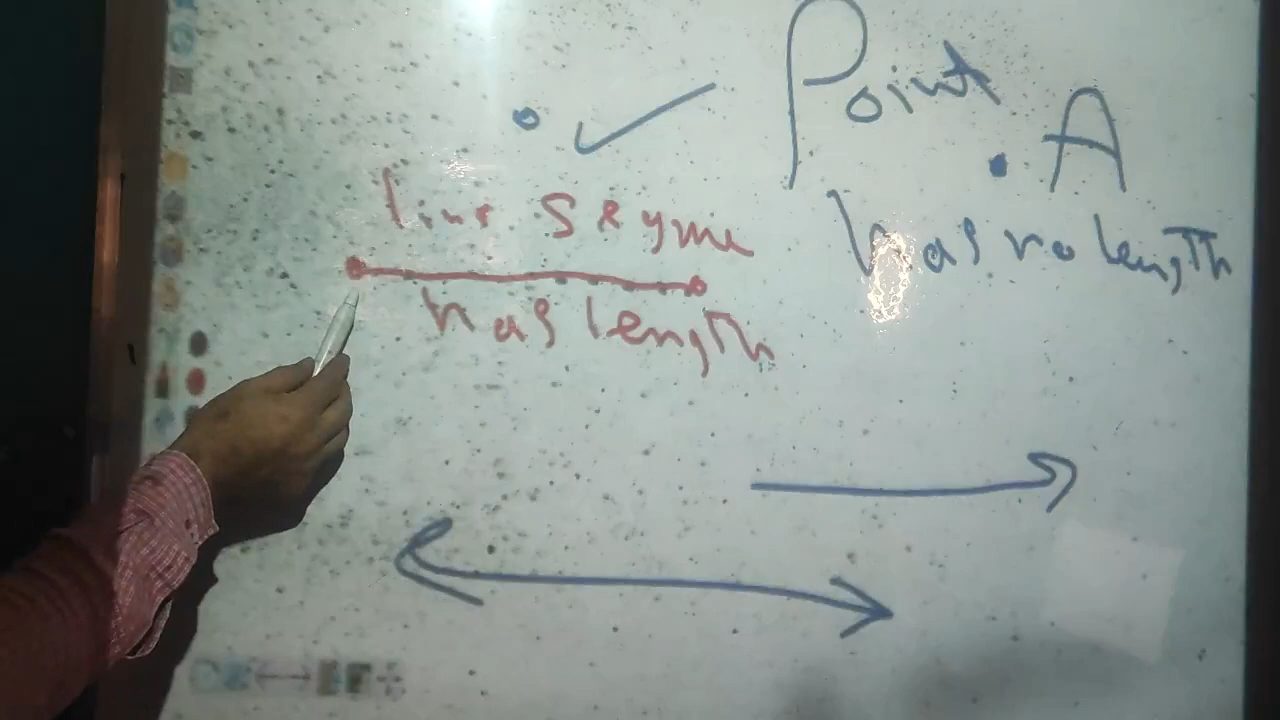 Point
. A
has no length
line segme
has length